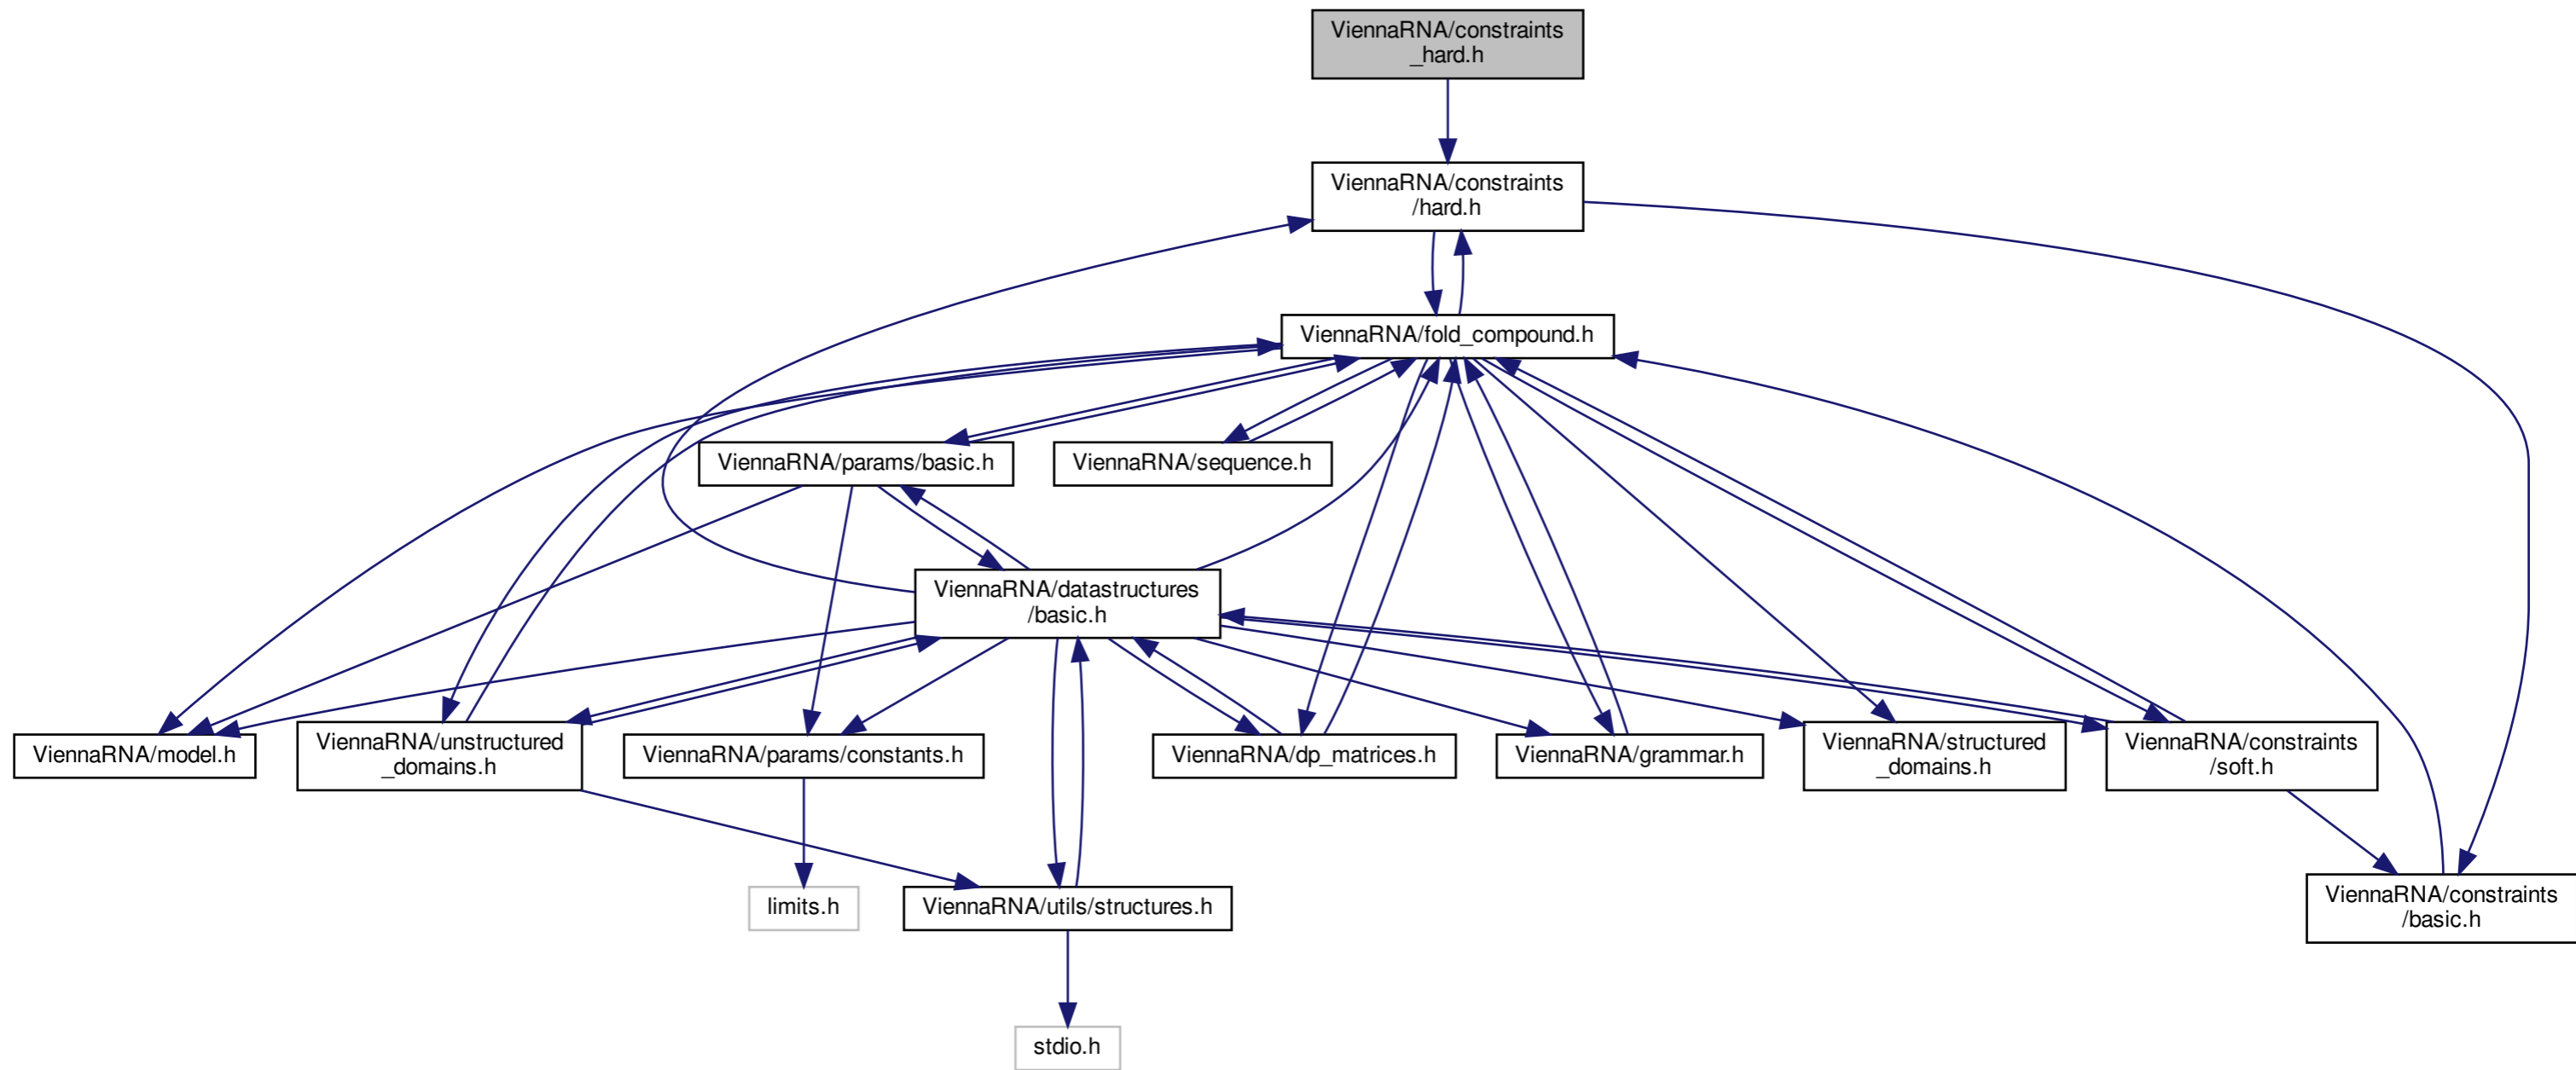 ViennaRNA/constraints
_hard.h
ViennaRNA/constraints
/hard.h
ViennaRNA/fold_compound.h
ViennaRNA/params/basic.h
ViennaRNA/sequence.h
ViennaRNA/datastructures
/basic.h
ViennaRNA/model.h
ViennaRNA/unstructured
_domains.h
ViennaRNA/params/constants.h
ViennaRNA/dp_matrices.h
ViennaRNA/grammar.h
ViennaRNA/structured
_domains.h
ViennaRNA/constraints
/soft.h
limits.h
ViennaRNA/utils/structures.h
ViennaRNA/constraints
/basic.h
stdio.h